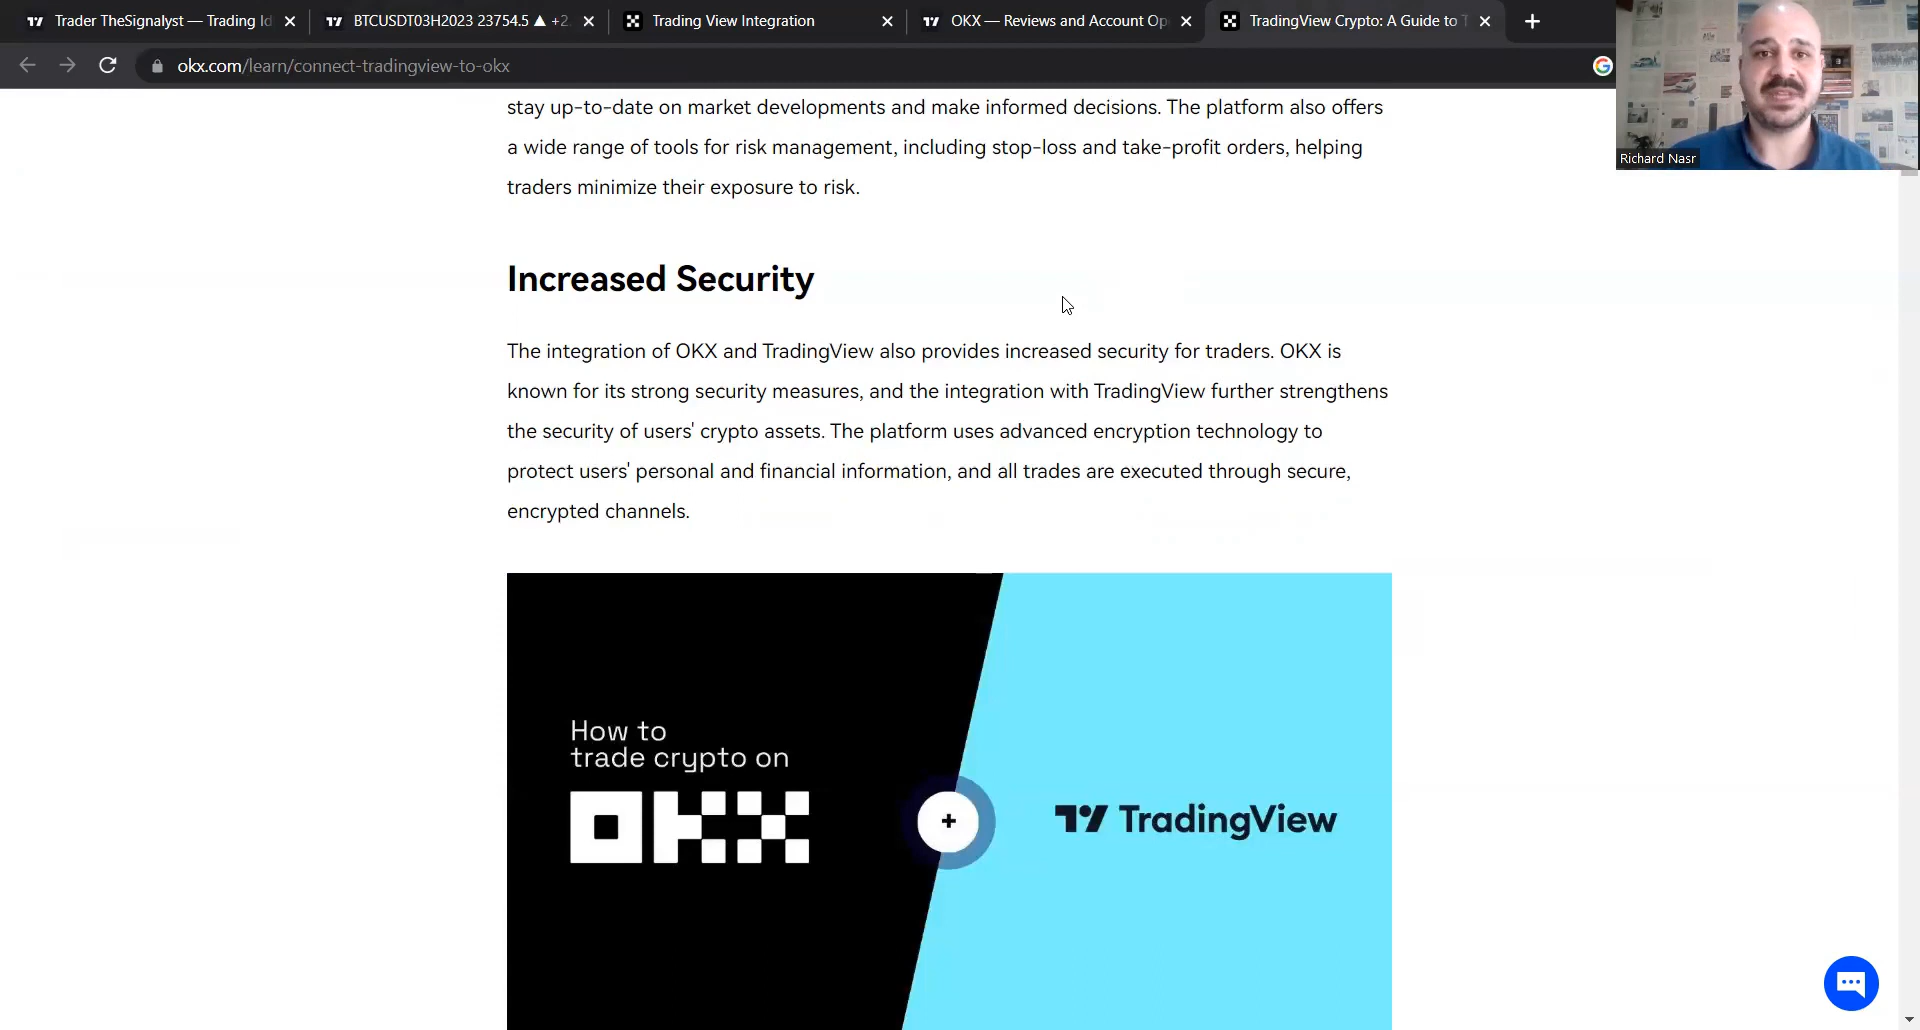 Trader TheSignalyst — Trading Id
BTCUSDT03H2023 23754.5 ▲ +2
Trading View Integration
OKX — Reviews and Account Op
TradingView Crypto: A Guide to T
okx.com/learn/connect-tradingview-to-okx
Richard Nasr
stay up-to-date on market developments and make informed decisions. The platform also offers
a wide range of tools for risk management, including stop-loss and take-profit orders, helping
traders minimize their exposure to risk.
Increased Security
The integration of OKX and TradingView also provides increased security for traders. OKX is
known for its strong security measures, and the integration with TradingView further strengthens
the security of users' crypto assets. The platform uses advanced encryption technology to
protect users' personal and financial information, and all trades are executed through secure,
encrypted channels.
How to
trade crypto on
OKX
+
TradingView